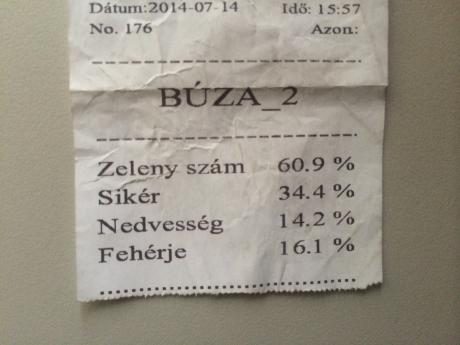 Dátum:2014-07-14 Idő: 15:57
No. 176 Azon:
BÚZA_2
Zeleny szám 60.9 %
Sikér 34.4 %
Nedvesség 14.2 %
Fehérje 16.1 %